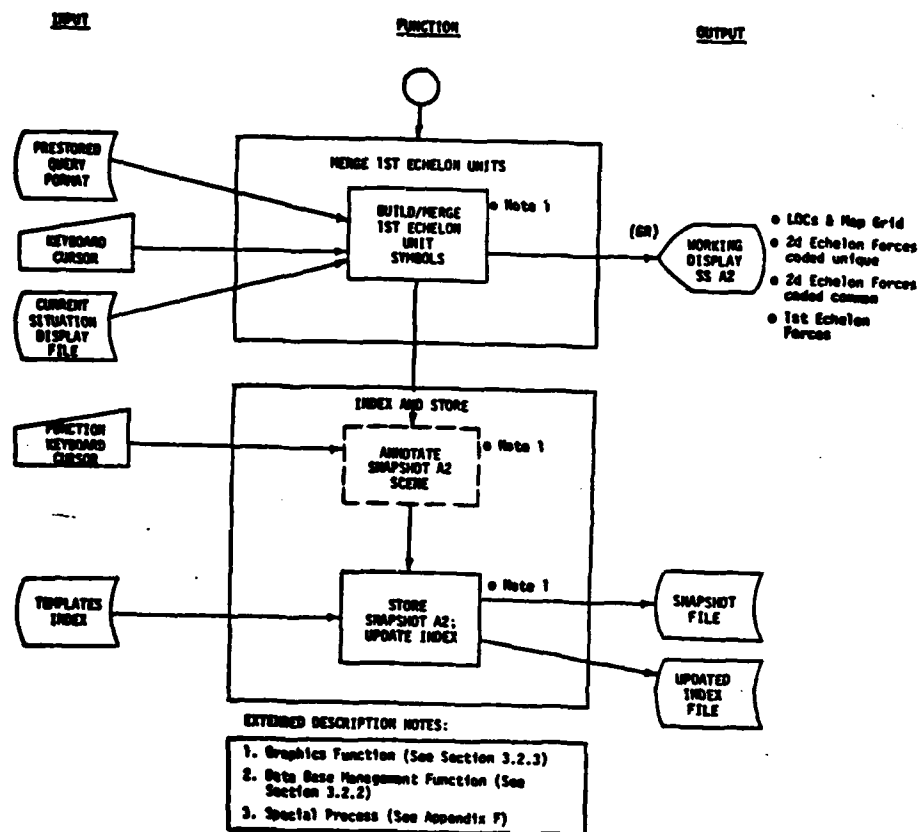 INPUT
FUNCTION
OUTPUT
PRESTORED
QUERY
FORMAT
KEYBOARD
CURSOR
CURRENT
SITUATION
DISPLAY
FILE
MERGE 1ST ECHELON UNITS
BUILD/MERGE
1ST ECHELON
UNIT
SYMBOLS
● Note 1
(GR)
WORKING
DISPLAY
SS A2
● LOCs & Map Grid
● 2d Echelon Forces
coded unique
● 2d Echelon Forces
coded common
● 1st Echelon
Forces
FUNCTION
KEYBOARD
CURSOR
INDEX AND STORE
ANNOTATE
SNAPSHOT A2
SCENE
● Note 1
TEMPLATES
INDEX
STORE
SNAPSHOT A2;
UPDATE INDEX
● Note 1
SNAPSHOT
FILE
UPDATED
INDEX
FILE
EXTENDED DESCRIPTION NOTES:
1. Graphics Function (See Section 3.2.3)
2. Data Base Management Function (See
Section 3.2.2)
3. Special Process (See Appendix F)